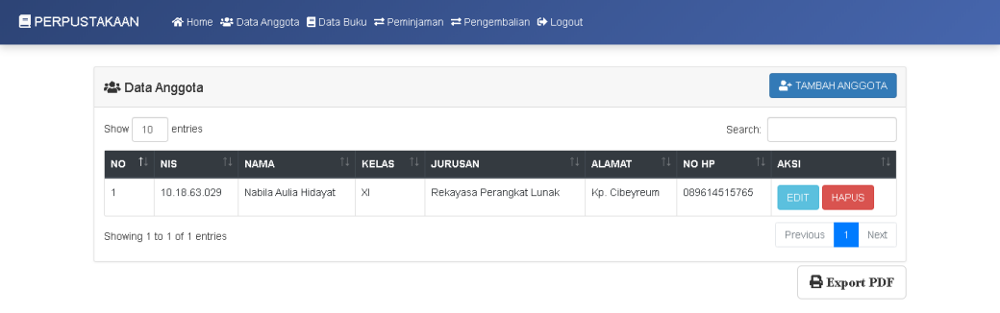 PERPUSTAKAAN Home Data Anggota Data Buku Peminjaman Pengembalian Logout
Data Anggota TAMBAH ANGGOTA
Show 10 entries Search:
NO NIS NAMA KELAS JURUSAN ALAMAT NO HP AKSI
1 10.18.63.029 Nabila Aulia Hidayat XI Rekayasa Perangkat Lunak Kp. Cibeyreum 089614515765 EDIT HAPUS
Showing 1 to 1 of 1 entries Previous 1 Next
Export PDF